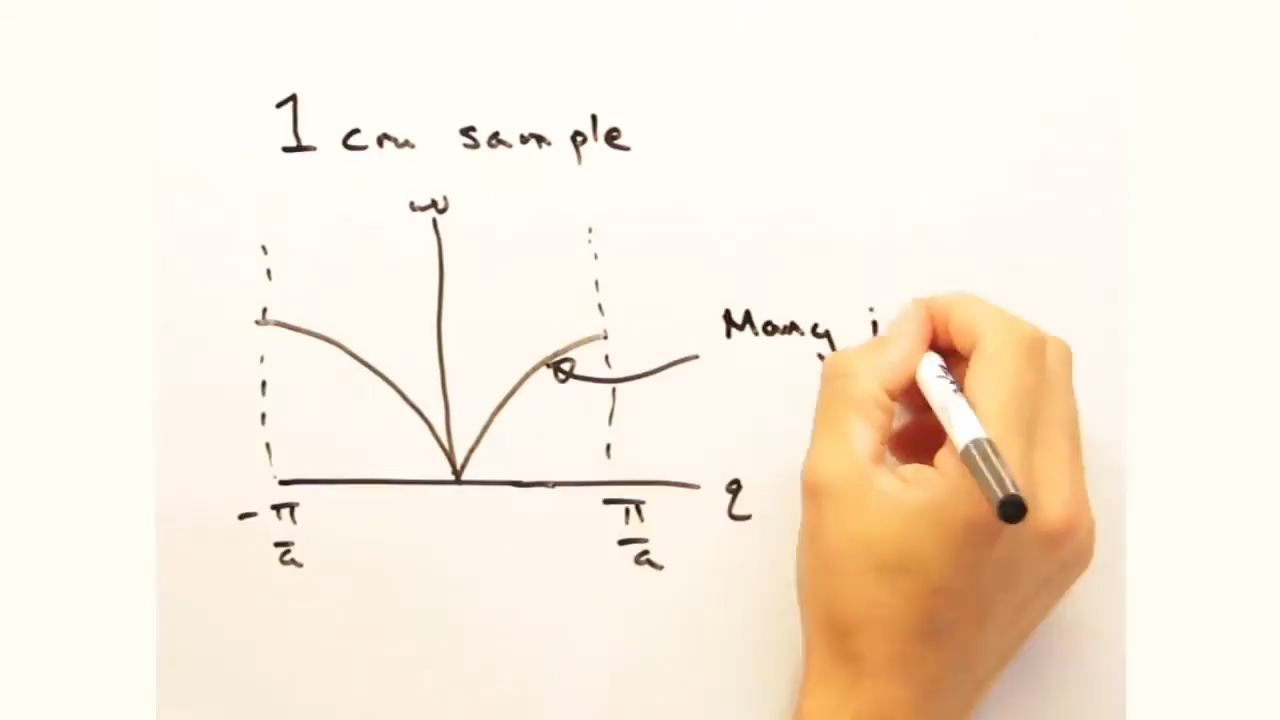 1 cm sample
ω
Many i
q
-π/a
π/a